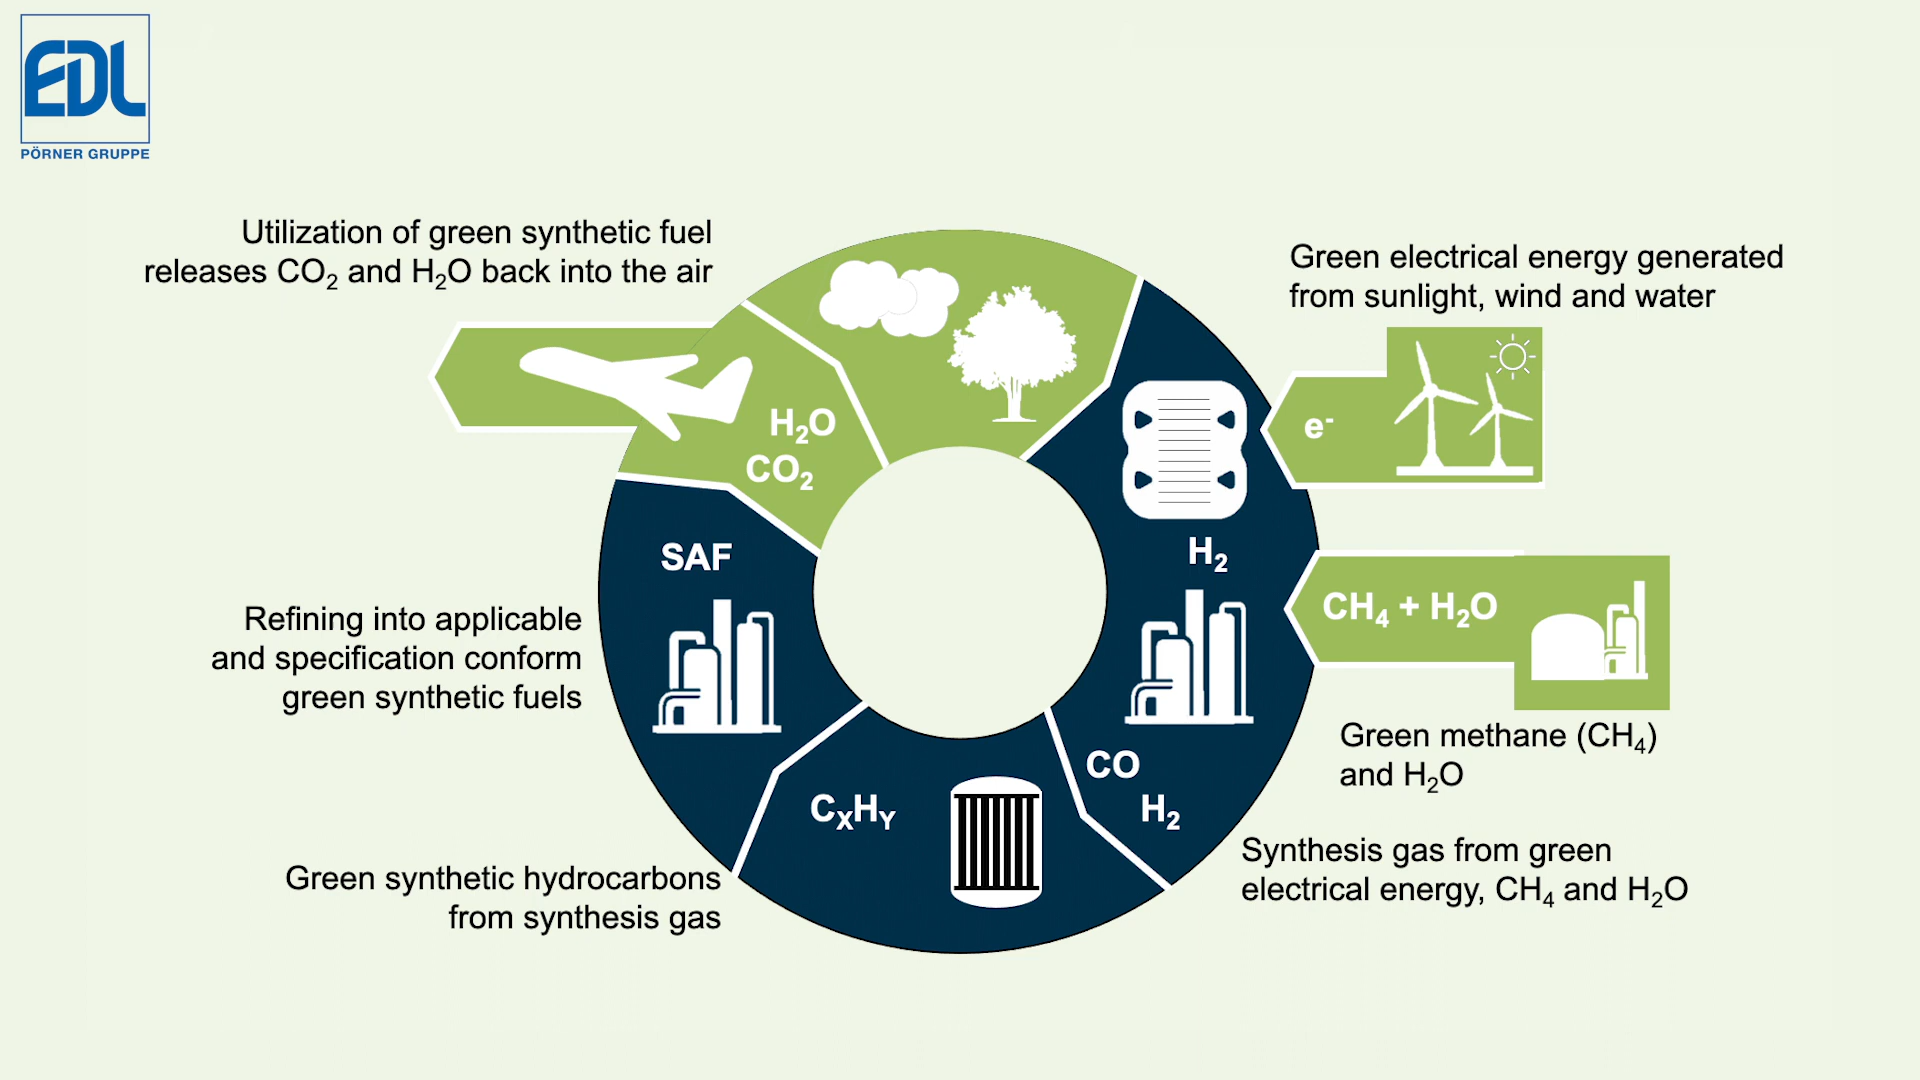 EDL
PÖRNER GRUPPE
Utilization of green synthetic fuel
releases CO₂ and H₂O back into the air
Green electrical energy generated
from sunlight, wind and water
e⁻
H₂O
CO₂
H₂
SAF
CH₄ + H₂O
Refining into applicable
and specification conform
green synthetic fuels
Green methane (CH₄)
and H₂O
CO
H₂
CₓHᵧ
Synthesis gas from green
electrical energy, CH₄ and H₂O
Green synthetic hydrocarbons
from synthesis gas